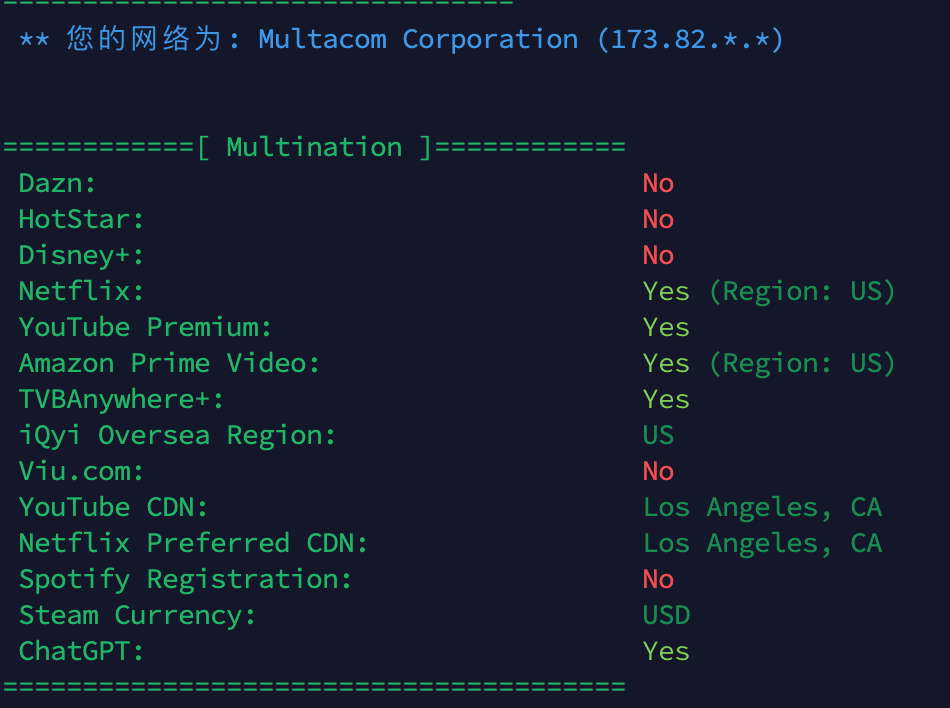 ===============================
** 您的网络为: Multacom Corporation (173.82.*.*)
============[ Multination ]============
Dazn: No
HotStar: No
Disney+: No
Netflix: Yes (Region: US)
YouTube Premium: Yes
Amazon Prime Video: Yes (Region: US)
TVBAnywhere+: Yes
iQyi Oversea Region: US
Viu.com: No
YouTube CDN: Los Angeles, CA
Netflix Preferred CDN: Los Angeles, CA
Spotify Registration: No
Steam Currency: USD
ChatGPT: Yes
=======================================